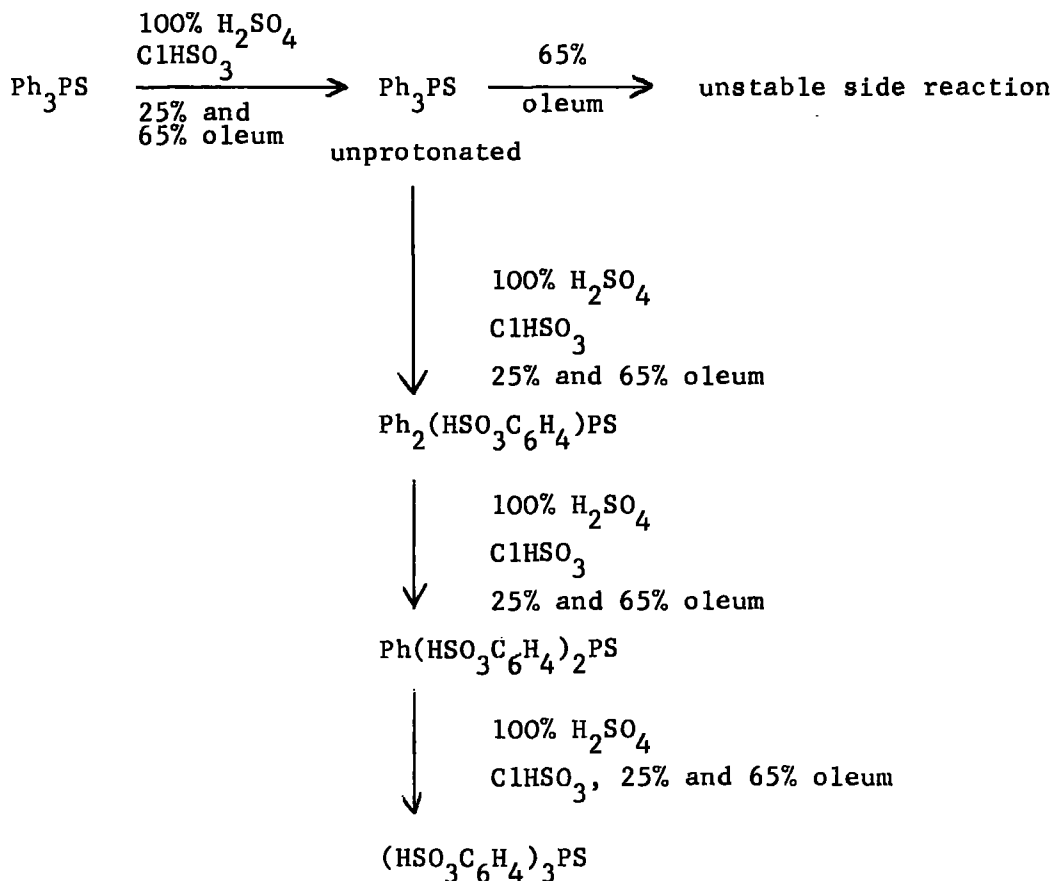 100% H₂SO₄
ClHSO₃
Ph₃PS
25% and
65% oleum
Ph₃PS
unprotonated
65%
oleum
unstable side reaction
100% H₂SO₄
ClHSO₃
25% and 65% oleum
Ph₂(HSO₃C₆H₄)PS
100% H₂SO₄
ClHSO₃
25% and 65% oleum
Ph(HSO₃C₆H₄)₂PS
100% H₂SO₄
ClHSO₃, 25% and 65% oleum
(HSO₃C₆H₄)₃PS